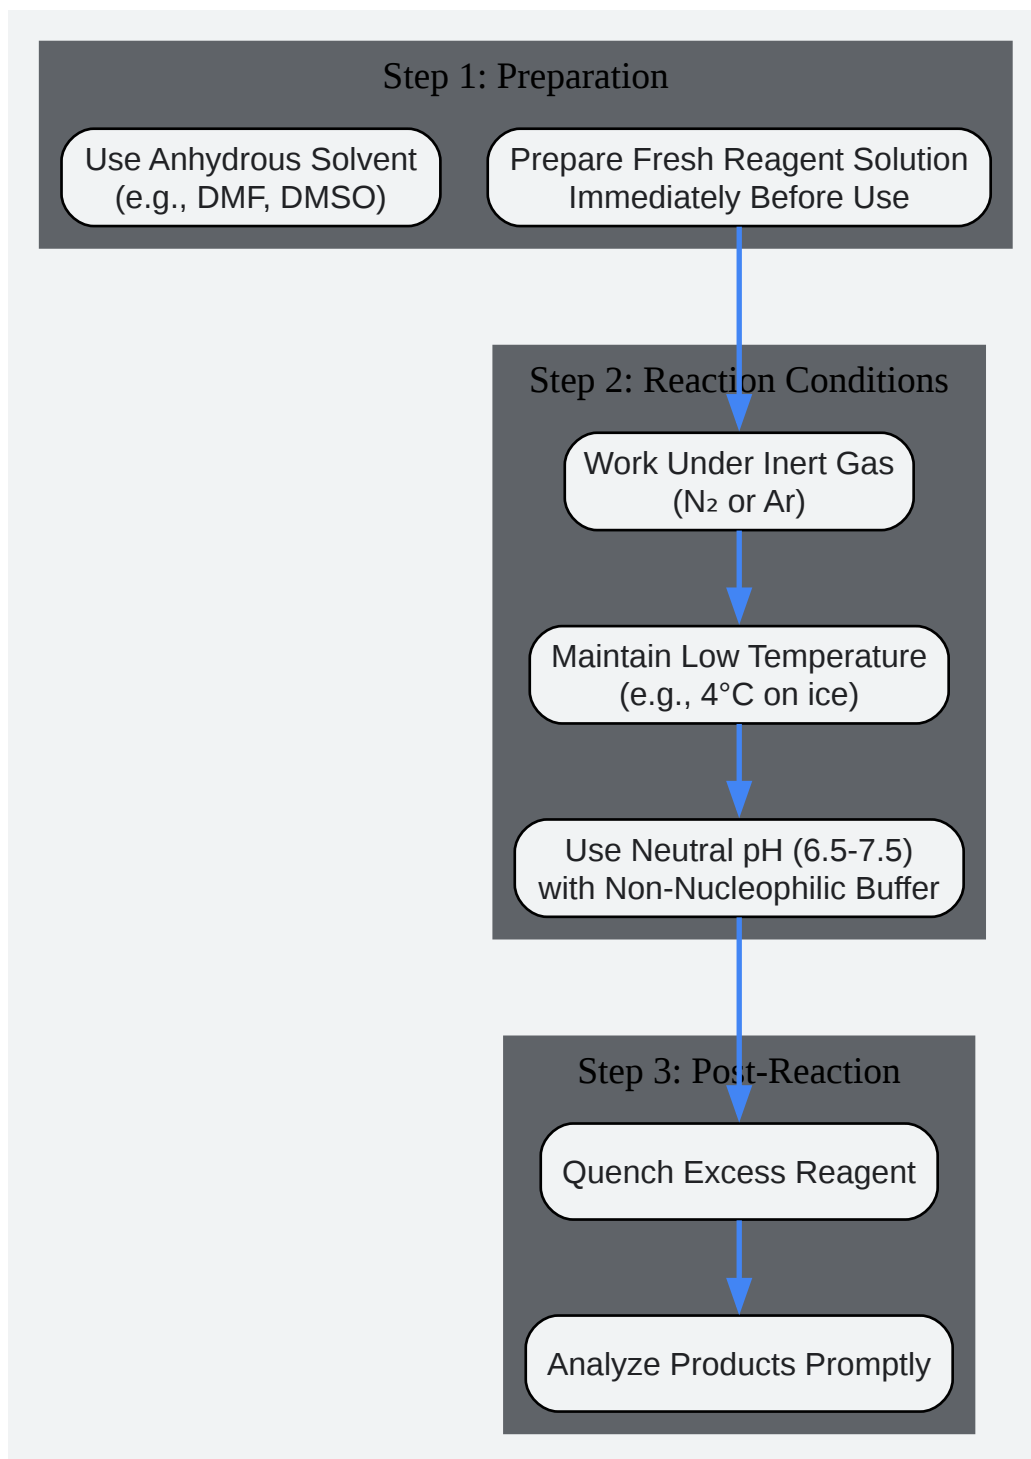 Step 1: Preparation
Use Anhydrous Solvent
(e.g., DMF, DMSO)
Prepare Fresh Reagent Solution
Immediately Before Use
Step 2: Reaction Conditions
Work Under Inert Gas
(N₂ or Ar)
Maintain Low Temperature
(e.g., 4°C on ice)
Use Neutral pH (6.5-7.5)
with Non-Nucleophilic Buffer
Step 3: Post-Reaction
Quench Excess Reagent
Analyze Products Promptly